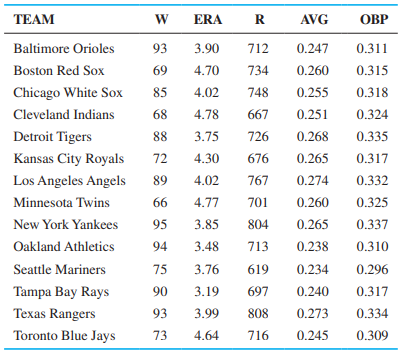 TEAM W ERA R AVG OBP
Baltimore Orioles 93 3.90 712 0.247 0.311
Boston Red Sox 69 4.70 734 0.260 0.315
Chicago White Sox 85 4.02 748 0.255 0.318
Cleveland Indians 68 4.78 667 0.251 0.324
Detroit Tigers 88 3.75 726 0.268 0.335
Kansas City Royals 72 4.30 676 0.265 0.317
Los Angeles Angels 89 4.02 767 0.274 0.332
Minnesota Twins 66 4.77 701 0.260 0.325
New York Yankees 95 3.85 804 0.265 0.337
Oakland Athletics 94 3.48 713 0.238 0.310
Seattle Mariners 75 3.76 619 0.234 0.296
Tampa Bay Rays 90 3.19 697 0.240 0.317
Texas Rangers 93 3.99 808 0.273 0.334
Toronto Blue Jays 73 4.64 716 0.245 0.309